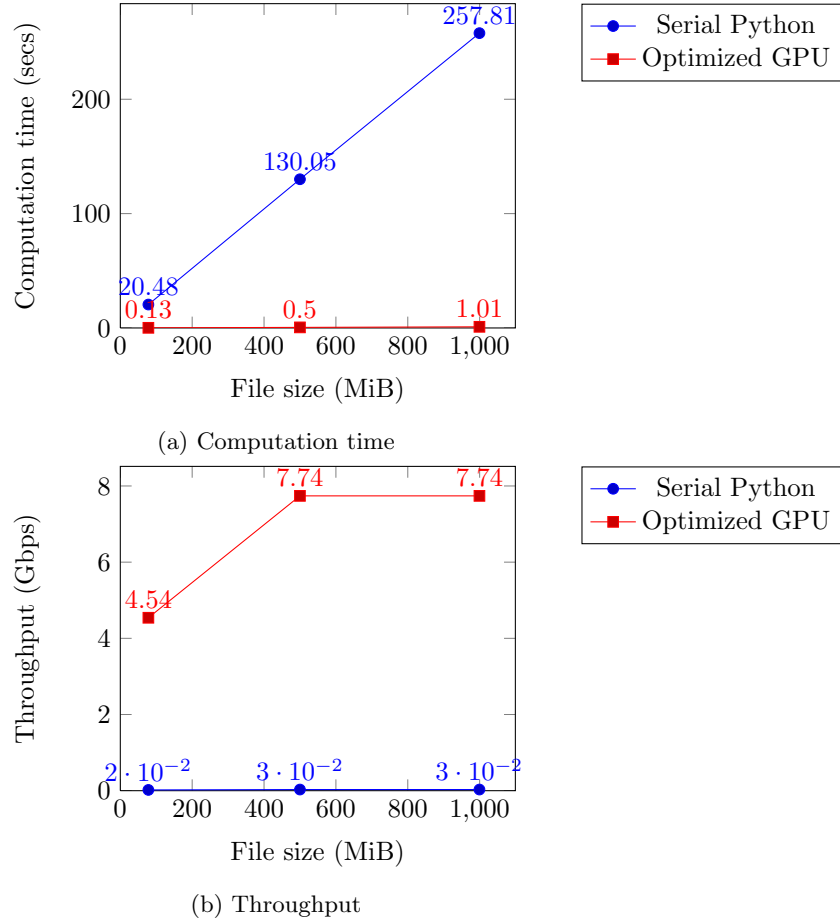 257.81
130.05
20.48
0.13
0.5
1.01
200
100
0
0
200
400
600
800
1,000
Computation time (secs)
File size (MiB)
Serial Python
Optimized GPU
(a) Computation time
7.74
7.74
4.54
2 · 10⁻²
3 · 10⁻²
3 · 10⁻²
8
6
4
2
0
0
200
400
600
800
1,000
Throughput (Gbps)
File size (MiB)
Serial Python
Optimized GPU
(b) Throughput